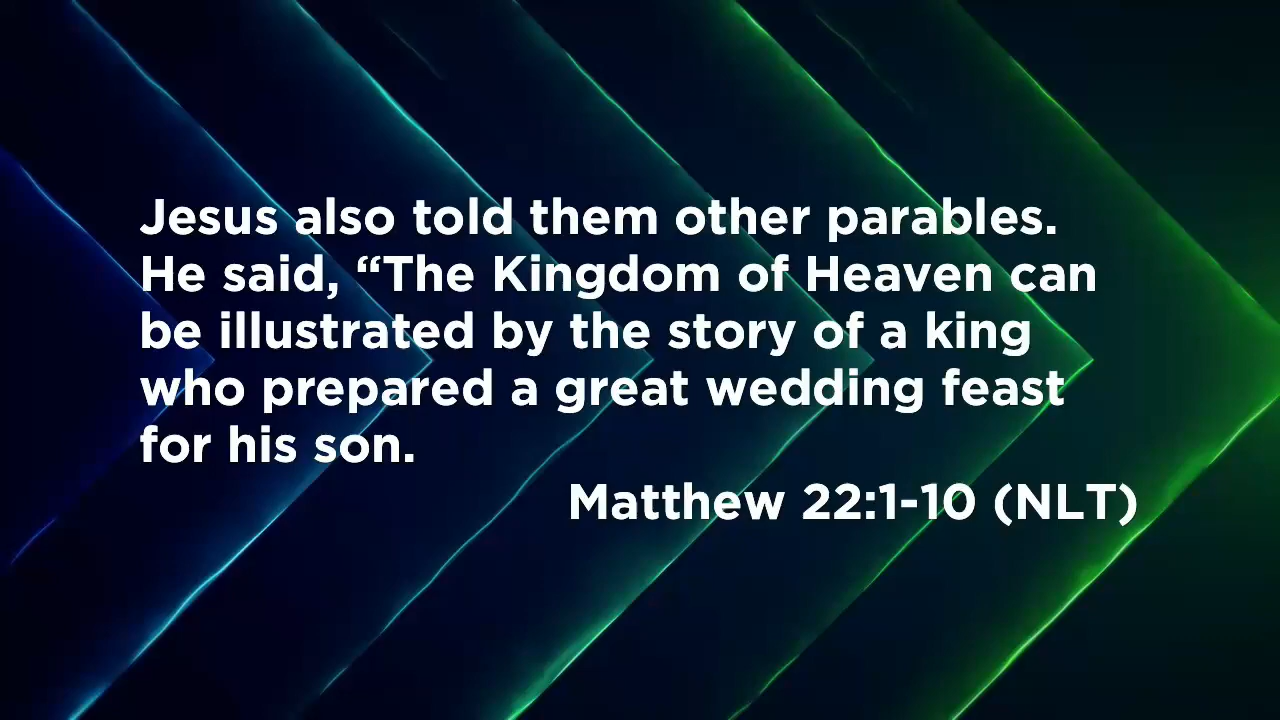 Jesus also told them other parables.
He said, “The Kingdom of Heaven can
be illustrated by the story of a king
who prepared a great wedding feast
for his son.
Matthew 22:1-10 (NLT)